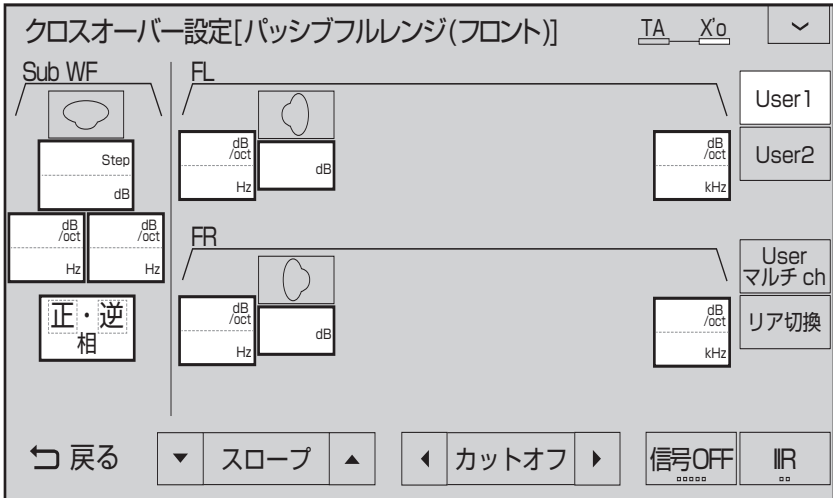 クロスオーバー設定[パッシブフルレンジ(フロント)]
TA X'o
Sub WF
FL
User1
User2
Step
dB
dB/oct
Hz
dB/oct
Hz
dB/oct
Hz
dB
dB/oct
kHz
FR
dB/oct
Hz
dB
dB/oct
kHz
User
マルチ ch
リア切換
正・逆
相
戻る
▼ スロープ ▲
◀ カットオフ ▶
信号OFF
IIR